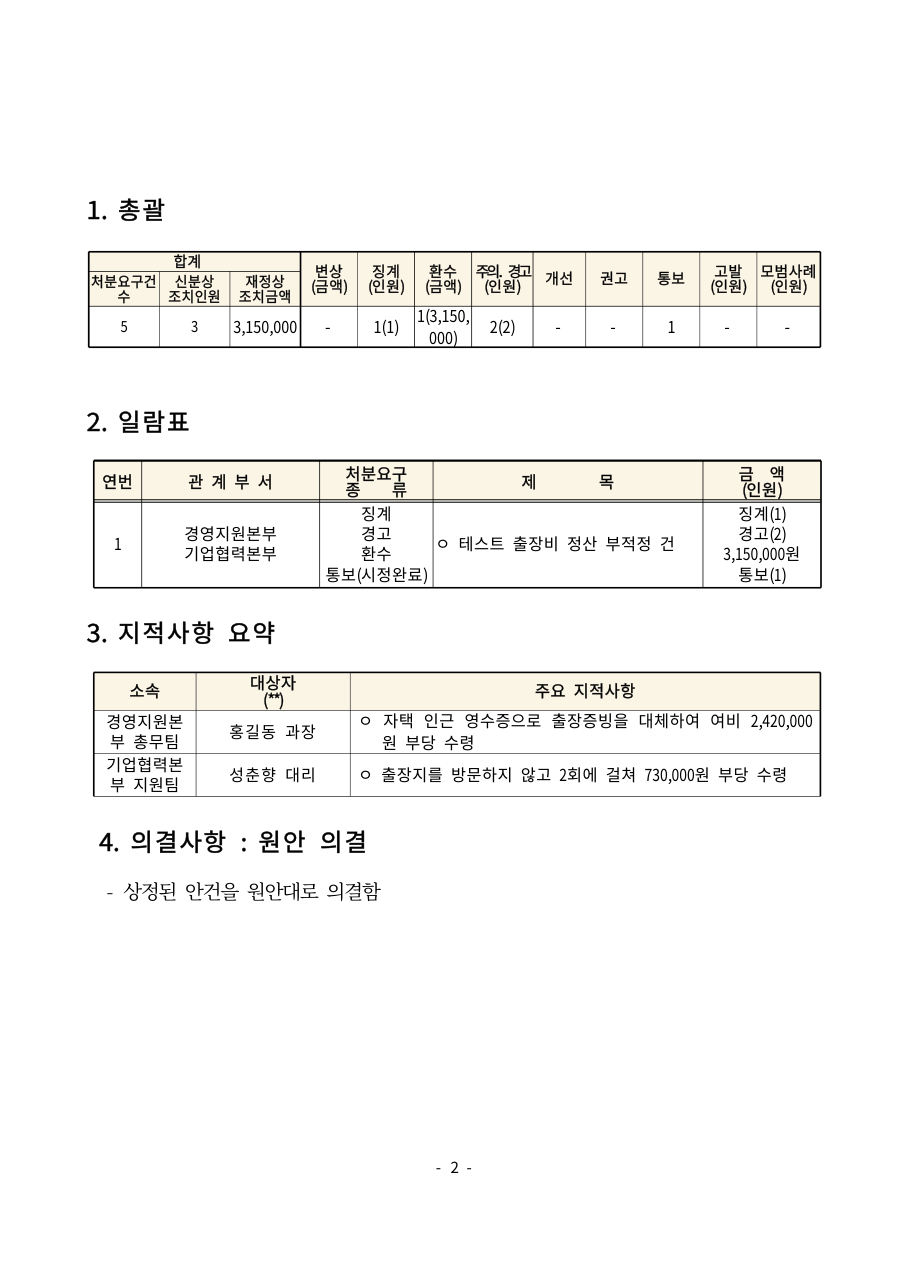 1. 총괄
합계
처분요구건
수
신분상
조치인원
재정상
조치금액
변상
(금액)
징계
(인원)
환수
(금액)
주의. 경고
(인원)
개선
권고
통보
고발
(인원)
모범사례
(인원)
5
3
3,150,000
-
1(1)
1(3,150,
000)
2(2)
-
-
1
-
-
2. 일람표
연번
관 계 부 서
처분요구
종 류
제 목
금 액
(인원)
1
경영지원본부
기업협력본부
징계
경고
환수
통보(시정완료)
ㅇ 테스트 출장비 정산 부적정 건
징계(1)
경고(2)
3,150,000원
통보(1)
3. 지적사항 요약
소속
대상자
(**)
주요 지적사항
경영지원본
부 총무팀
홍길동 과장
ㅇ 자택 인근 영수증으로 출장증빙을 대체하여 여비 2,420,000
원 부당 수령
기업협력본
부 지원팀
성춘향 대리
ㅇ 출장지를 방문하지 않고 2회에 걸쳐 730,000원 부당 수령
4. 의결사항 : 원안 의결
- 상정된 안건을 원안대로 의결함
- 2 -